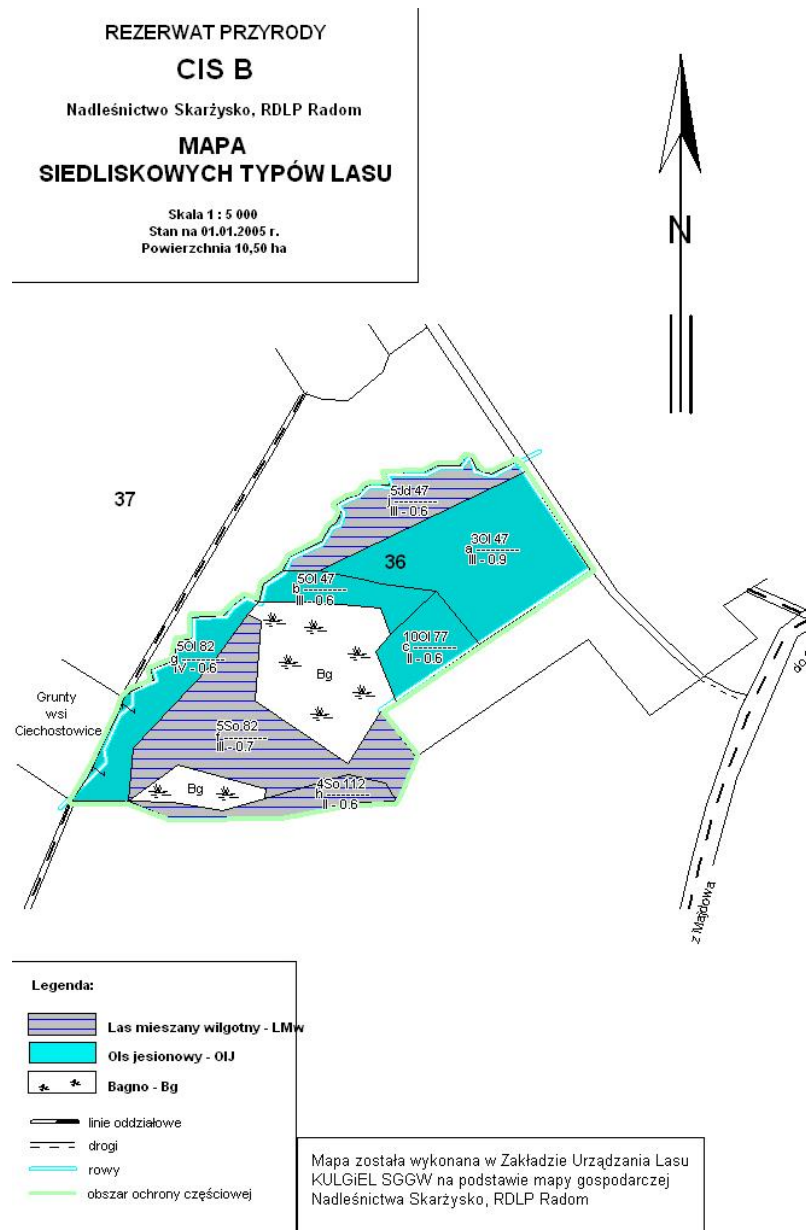 REZERWAT PRZYRODY
CIS B
Nadleśnictwo Skarżysko, RDLP Radom
MAPA
SIEDLISKOWYCH TYPÓW LASU
Skala 1 : 5 000
Stan na 01.01.2005 r.
Powierzchnia 10,50 ha
N
37
5Jd 47
j
III - 0.6
3Ol 47
a
III - 0.9
36
5Ol 47
b
III - 0.6
10Ol 77
c
II - 0.6
5Ol 82
g
IV - 0.6
Bg
Grunty
wsi
Ciechostowice
5So 82
f
III - 0.7
Bg
4So 112
h
II - 0.6
do
z Majdowa
Legenda:
Las mieszany wilgotny - LMw
Ols jesionowy - OlJ
Bagno - Bg
linie oddziałowe
drogi
rowy
obszar ochrony częściowej
Mapa została wykonana w Zakładzie Urządzania Lasu
KULGiEL SGGW na podstawie mapy gospodarczej
Nadleśnictwa Skarżysko, RDLP Radom